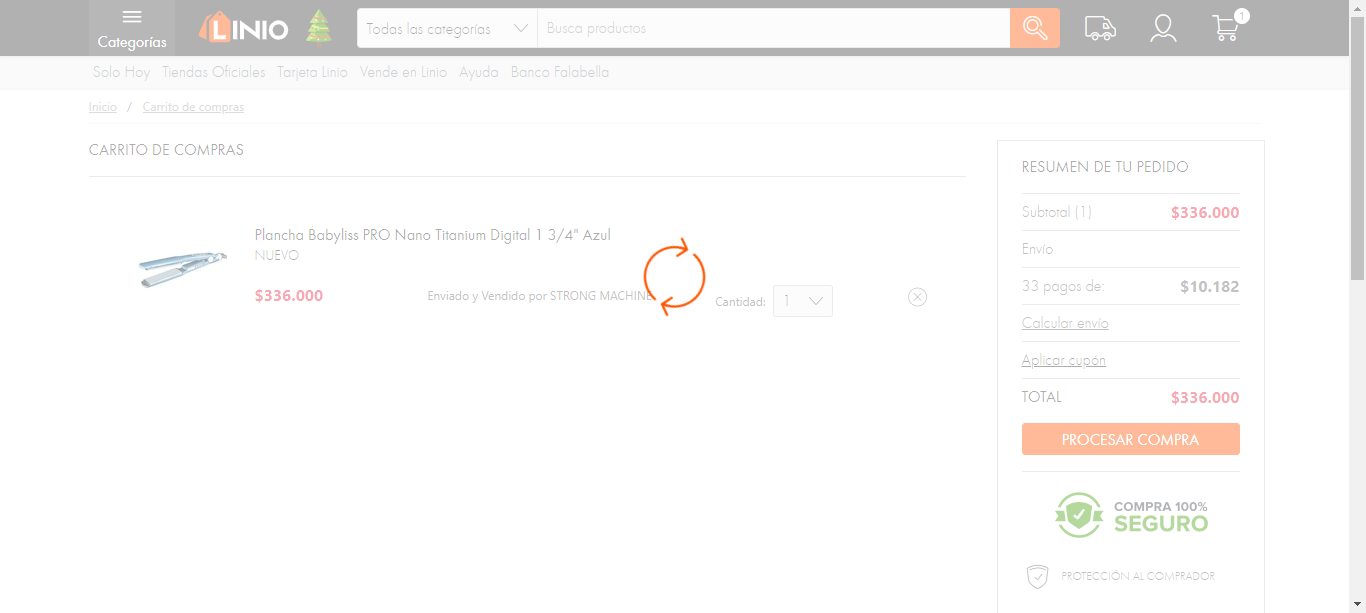 Categorías
LINIO
Todas las categorías
Busca productos
1
Solo Hoy Tiendas Oficiales Tarjeta Linio Vende en Linio Ayuda Banco Falabella
Inicio / Carrito de compras
CARRITO DE COMPRAS
Plancha Babyliss PRO Nano Titanium Digital 1 3/4" Azul
NUEVO
$336.000
Enviado y Vendido por STRONG MACHINE
Cantidad: 1
RESUMEN DE TU PEDIDO
Subtotal (1) $336.000
Envío
33 pagos de: $10.182
Calcular envío
Aplicar cupón
TOTAL $336.000
PROCESAR COMPRA
COMPRA 100%
SEGURO
PROTECCIÓN AL COMPRADOR